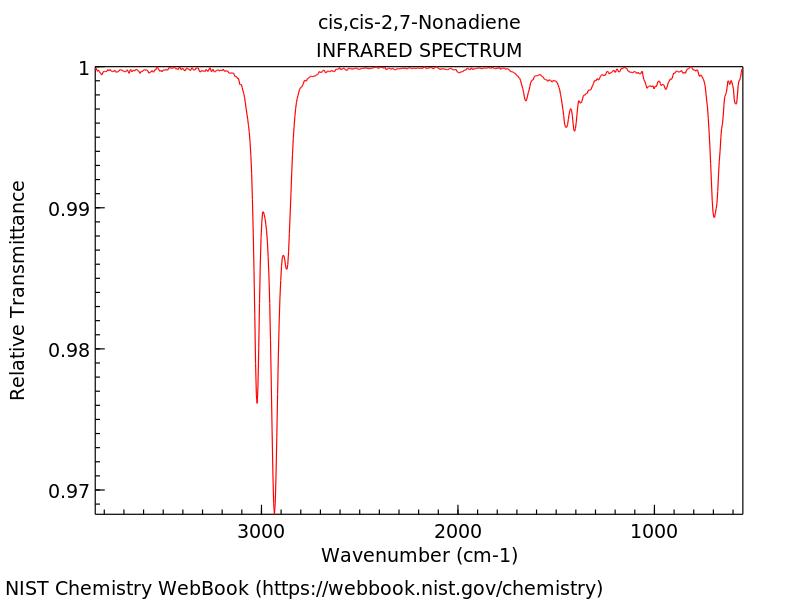 cis,cis-2,7-Nonadiene
INFRARED SPECTRUM
1
0.99
0.98
0.97
Relative Transmittance
3000 2000 1000
Wavenumber (cm-1)
NIST Chemistry WebBook (https://webbook.nist.gov/chemistry)